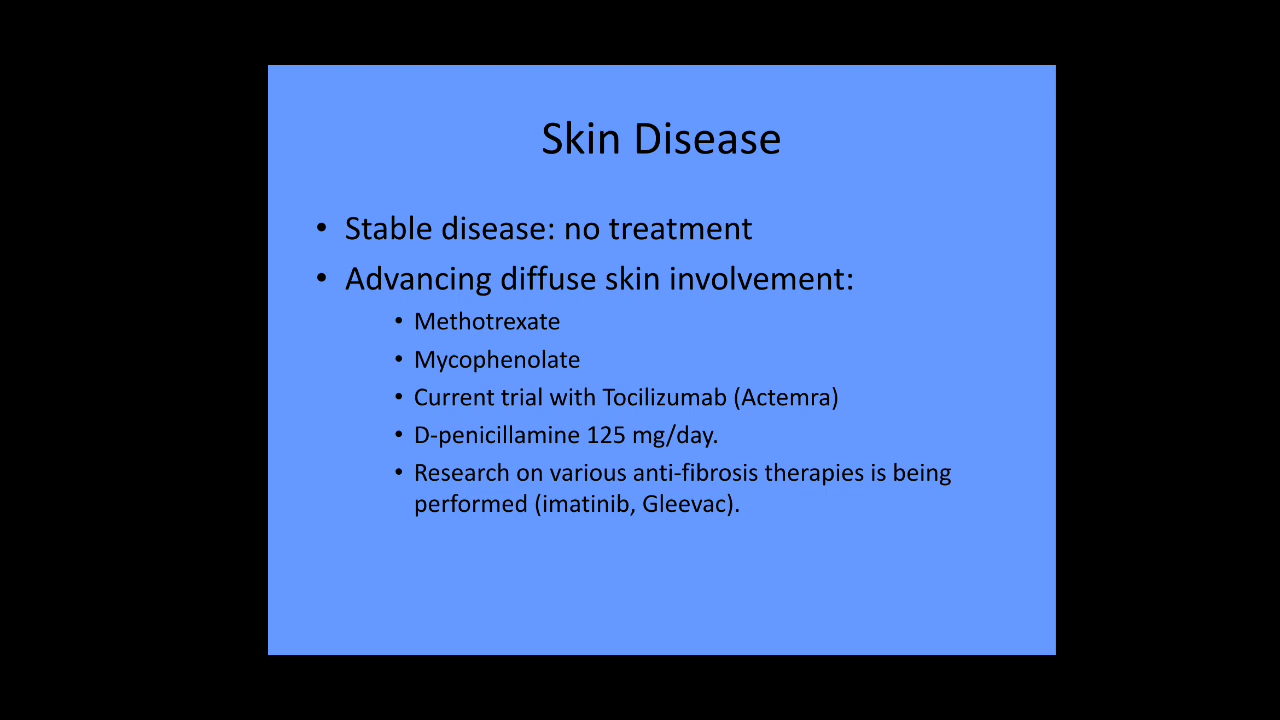 Skin Disease
• Stable disease: no treatment
• Advancing diffuse skin involvement:
• Methotrexate
• Mycophenolate
• Current trial with Tocilizumab (Actemra)
• D-penicillamine 125 mg/day.
• Research on various anti-fibrosis therapies is being
performed (imatinib, Gleevac).